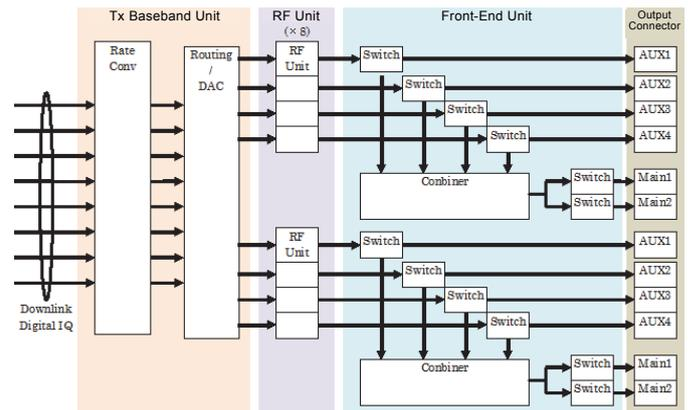 Tx Baseband Unit
RF Unit
(× 8)
Front-End Unit
Output
Connector
Rate
Conv
Routing
/
DAC
RF
Unit
Switch
AUX1
Switch
AUX2
Switch
AUX3
Switch
AUX4
Conbiner
Switch
Main1
Switch
Main2
RF
Unit
Switch
AUX1
Switch
AUX2
Switch
AUX3
Switch
AUX4
Conbiner
Switch
Main1
Switch
Main2
Downlink
Digital IQ